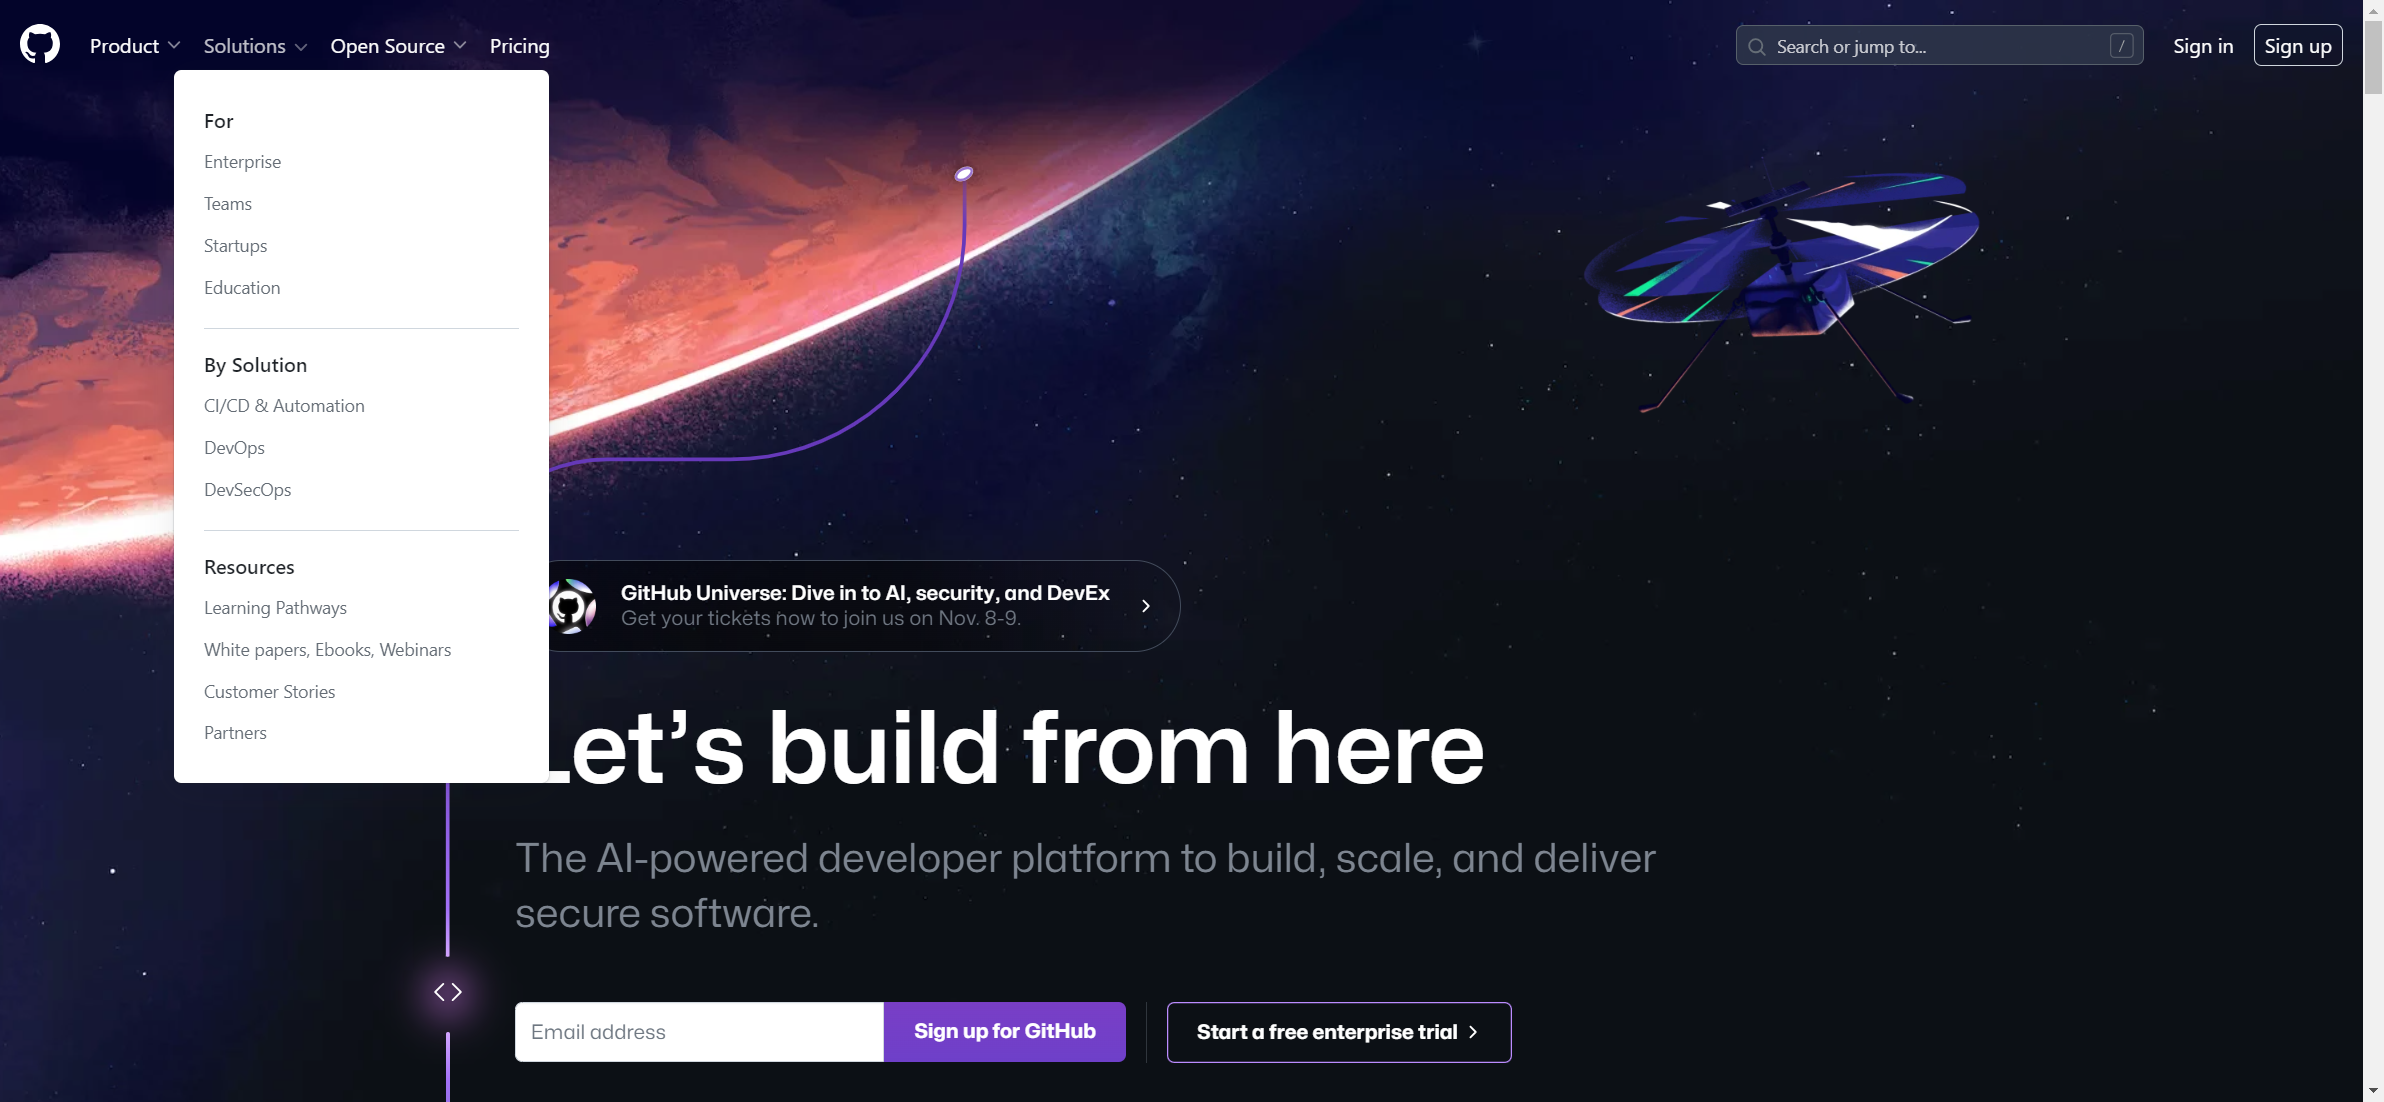 Product
Solutions
Open Source
Pricing
Search or jump to...
/
Sign in
Sign up
For
Enterprise
Teams
Startups
Education
By Solution
CI/CD & Automation
DevOps
DevSecOps
Resources
Learning Pathways
White papers, Ebooks, Webinars
Customer Stories
Partners
GitHub Universe: Dive in to AI, security, and DevEx
Get your tickets now to join us on Nov. 8-9.
Let’s build from here
The AI-powered developer platform to build, scale, and deliver
secure software.
Email address
Sign up for GitHub
Start a free enterprise trial